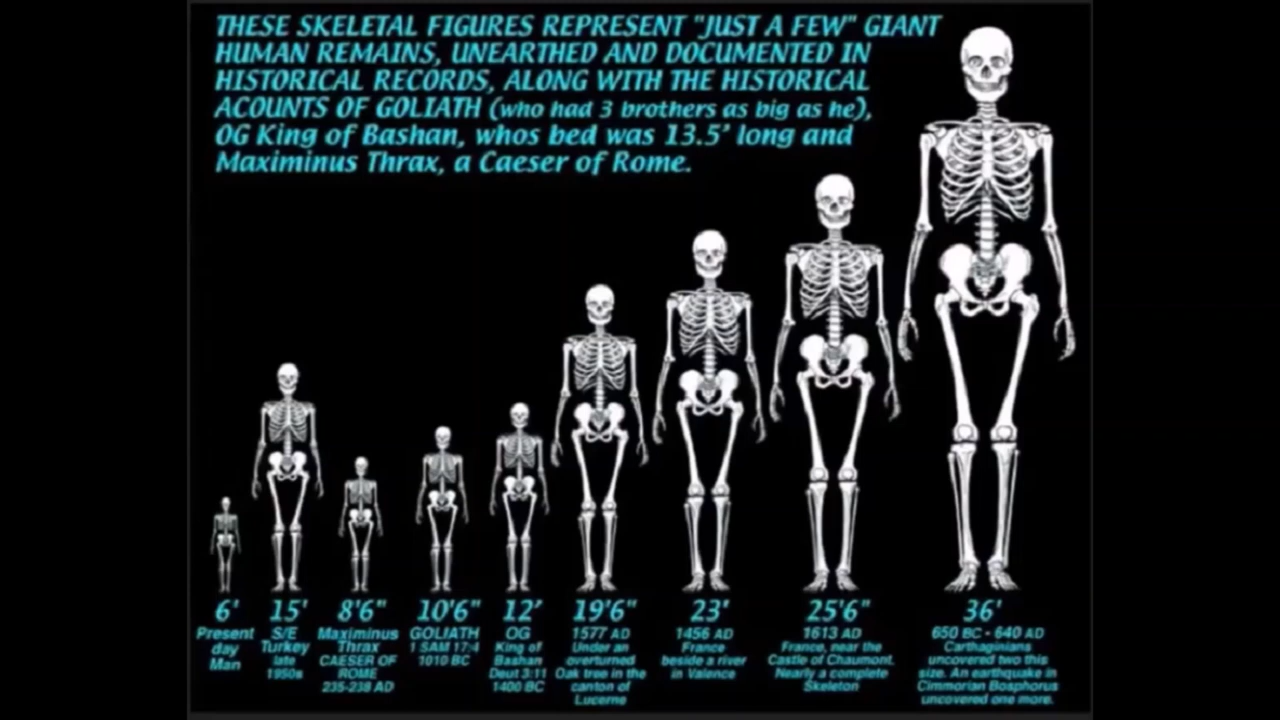 THESE SKELETAL FIGURES REPRESENT "JUST A FEW" GIANT
HUMAN REMAINS, UNEARTHED AND DOCUMENTED IN
HISTORICAL RECORDS, ALONG WITH THE HISTORICAL
ACOUNTS OF GOLIATH (who had 3 brothers as big as he),
OG King of Bashan, whos bed was 13.5' long and
Maximinus Thrax, a Caeser of Rome.
6'
Present
day
Man
15'
S/E
Turkey
late
1950s
8'6"
Maximinus
Thrax
CAESER OF
ROME
235-238 AD
10'6"
GOLIATH
1 SAM 17:4
1010 BC
12'
OG
King of
Bashan
Deut 3:11
1400 BC
19'6"
1577 AD
Under an
overturned
Oak tree in the
canton of
Lucerne
23'
1456 AD
France
beside a river
in Valence
25'6"
1613 AD
France, near the
Castle of Chaumont.
Nearly a complete
Skeleton
36'
650 BC - 640 AD
Carthaginians
uncovered two this
size. An earthquake in
Cimmorian Bosphorus
uncovered one more.